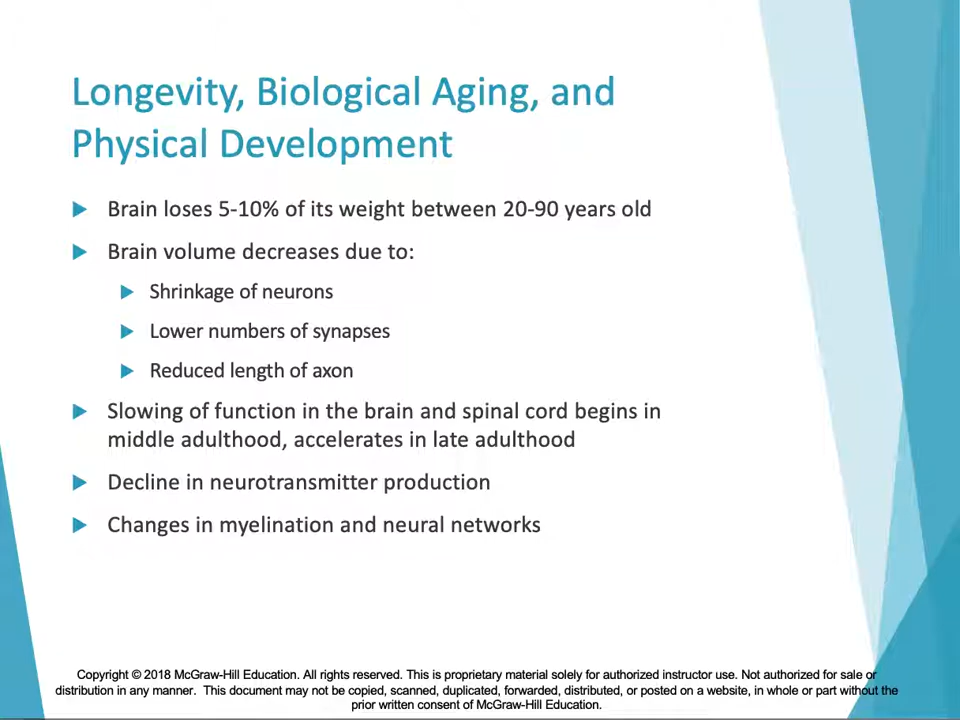 Longevity, Biological Aging, and
Physical Development
Brain loses 5-10% of its weight between 20-90 years old
Brain volume decreases due to:
Shrinkage of neurons
Lower numbers of synapses
Reduced length of axon
Slowing of function in the brain and spinal cord begins in
middle adulthood, accelerates in late adulthood
Decline in neurotransmitter production
Changes in myelination and neural networks
Copyright © 2018 McGraw-Hill Education. All rights reserved. This is proprietary material solely for authorized instructor use. Not authorized for sale or
distribution in any manner. This document may not be copied, scanned, duplicated, forwarded, distributed, or posted on a website, in whole or part without the
prior written consent of McGraw-Hill Education.